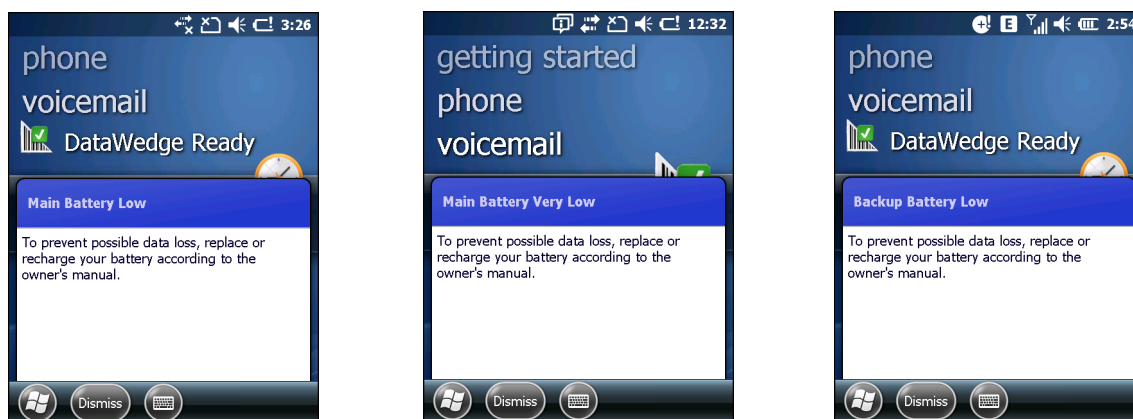 3:26
phone
voicemail
DataWedge Ready
Main Battery Low
To prevent possible data loss, replace or
recharge your battery according to the
owner's manual.
Dismiss
12:32
getting started
phone
voicemail
Main Battery Very Low
To prevent possible data loss, replace or
recharge your battery according to the
owner's manual.
Dismiss
E 2:54
phone
voicemail
DataWedge Ready
Backup Battery Low
To prevent possible data loss, replace or
recharge your battery according to the
owner's manual.
Dismiss